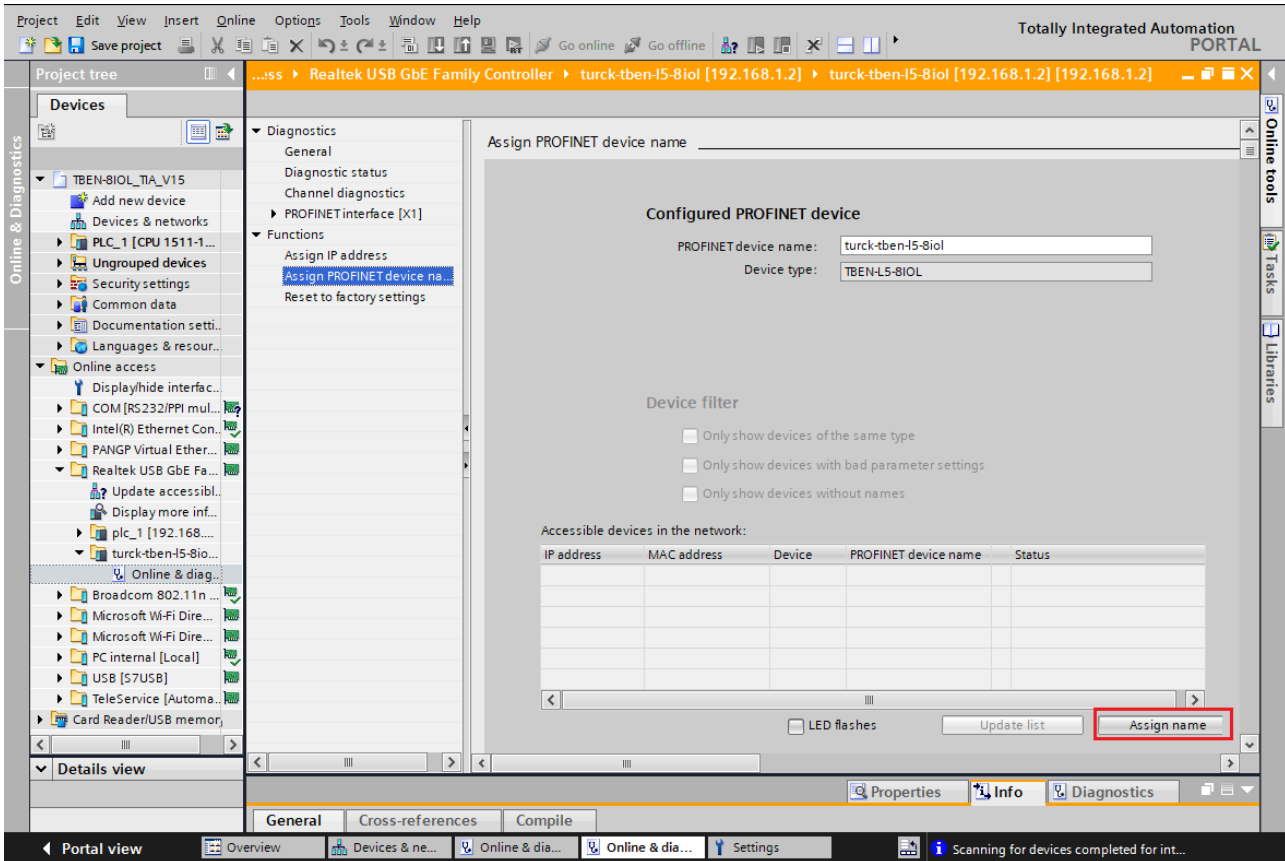 Project Edit View Insert Online Options Tools Window Help
Totally Integrated Automation
PORTAL
Save project Go online Go offline
Project tree
...ss Realtek USB GbE Family Controller turck-tben-l5-8iol [192.168.1.2] turck-tben-l5-8iol [192.168.1.2] [192.168.1.2]
Devices
Online & Diagnostics
TBEN-8IOL_TIA_V15
Add new device
Devices & networks
PLC_1 [CPU 1511-1...
Ungrouped devices
Security settings
Common data
Documentation setti..
Languages & resour..
Online access
Display/hide interfac..
COM [RS232/PPI mul...
Intel(R) Ethernet Con..
PANGP Virtual Ether...
Realtek USB GbE Fa...
Update accessibl..
Display more inf...
plc_1 [192.168....
turck-tben-l5-8io...
Online & diag..
Broadcom 802.11n ...
Microsoft Wi-Fi Dire...
Microsoft Wi-Fi Dire...
PC internal [Local]
USB [S7USB]
TeleService [Automa..
Card Reader/USB memor
Details view
Diagnostics
General
Diagnostic status
Channel diagnostics
PROFINET interface [X1]
Functions
Assign IP address
Assign PROFINET device na...
Reset to factory settings
Assign PROFINET device name
Configured PROFINET device
PROFINET device name: turck-tben-l5-8iol
Device type: TBEN-L5-8IOL
Device filter
Only show devices of the same type
Only show devices with bad parameter settings
Only show devices without names
Accessible devices in the network:
IP address MAC address Device PROFINET device name Status
LED flashes Update list Assign name
Online tools
Tasks
Libraries
Properties Info Diagnostics
General Cross-references Compile
Portal view Overview Devices & ne... Online & dia... Online & dia... Settings Scanning for devices completed for int...